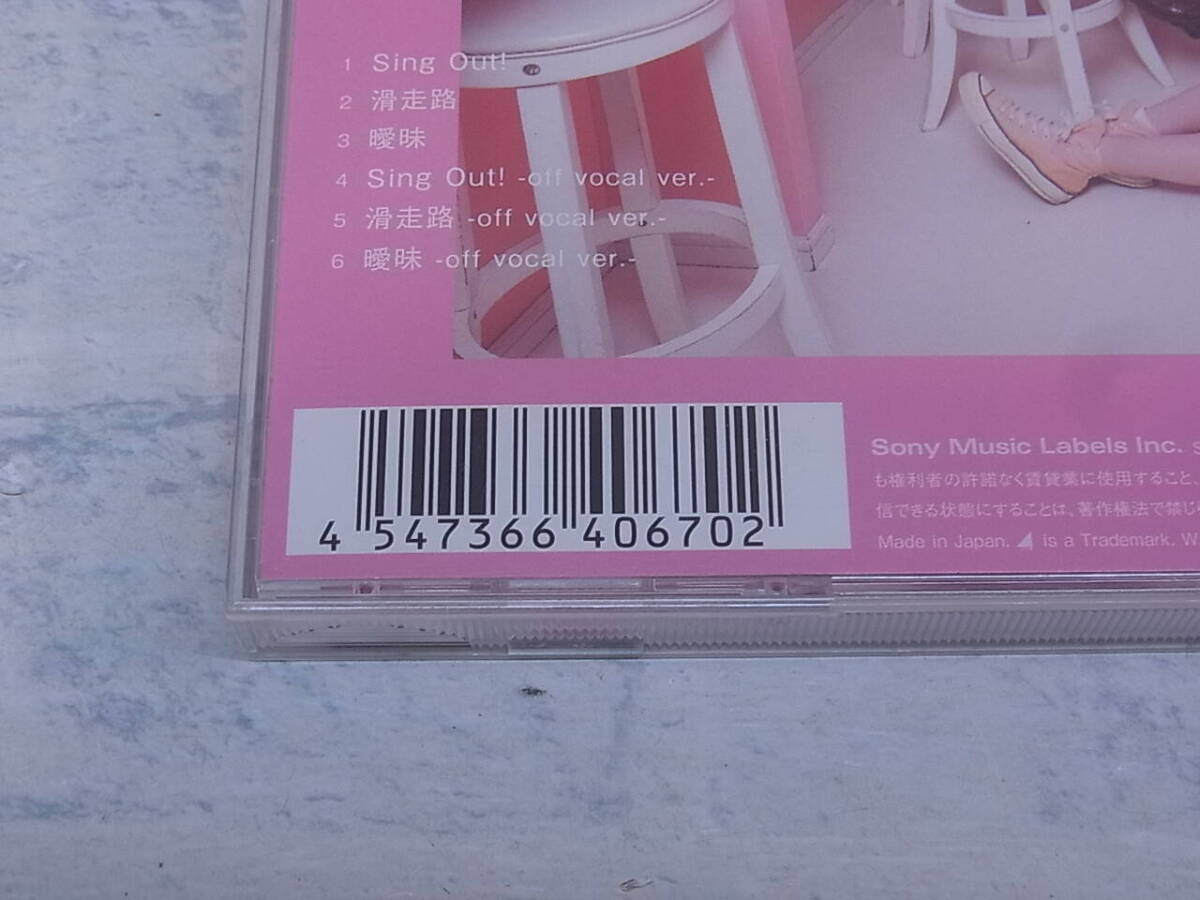 1 Sing Out!
2 滑走路
3 曖昧
4 Sing Out! -off vocal ver.-
5 滑走路 -off vocal ver.-
6 曖昧 -off vocal ver.-
4 547366 406702
Sony Music Labels Inc.
も権利者の許諾なく賃貸業に使用すること、
信できる状態にすることは、著作権法で禁じ
Made in Japan. is a Trademark.